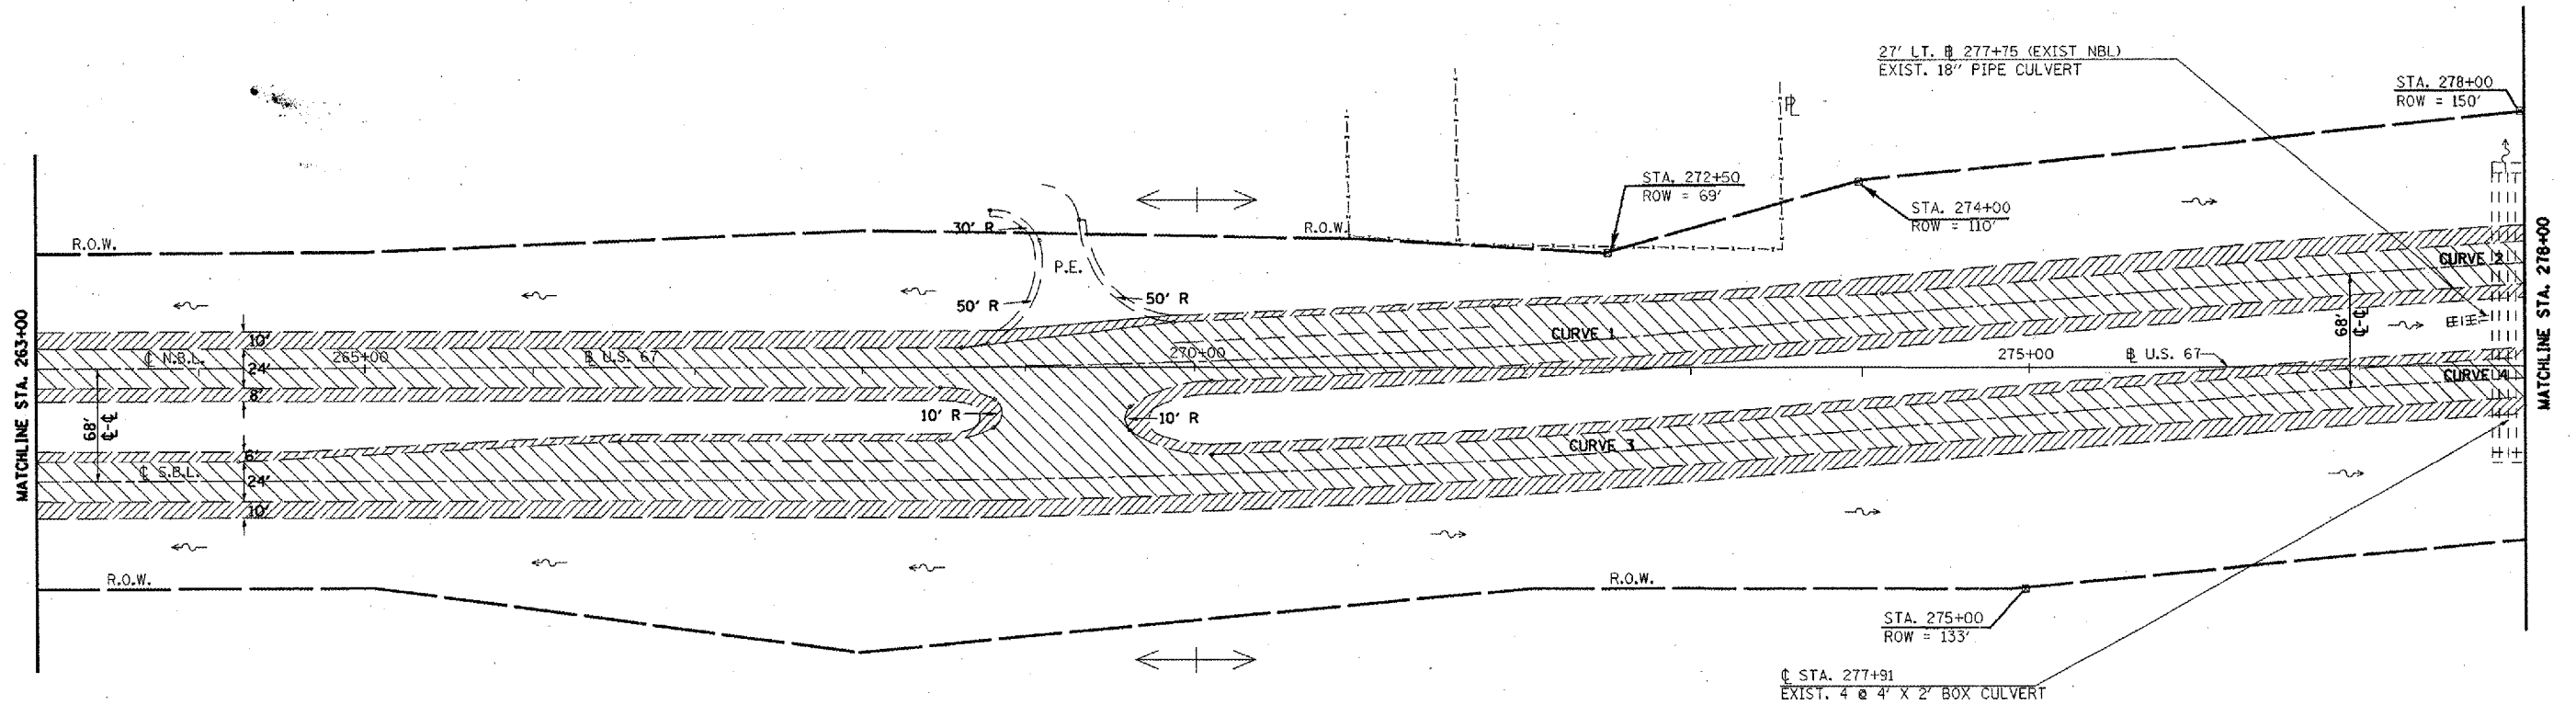 27' LT. ⅊ 277+75 (EXIST NBL)
EXIST. 18" PIPE CULVERT
STA. 278+00
ROW = 150'
PL
STA. 272+50
ROW = 69'
STA. 274+00
ROW = 110'
R.O.W.
30' R
R.O.W.
P.E.
50' R
50' R
CURVE 2
MATCHLINE STA. 263+00
MATCHLINE STA. 278+00
10'
℄ N.B.L.
265+00
B U.S. 67
270+00
CURVE 1
275+00
B U.S. 67
68'
℄-℄
24'
8'
CURVE 4
68'
℄-℄
10' R
10' R
CURVE 3
6'
℄ S.B.L.
24'
10'
R.O.W.
R.O.W.
STA. 275+00
ROW = 133'
℄ STA. 277+91
EXIST. 4 @ 4' X 2' BOX CULVERT